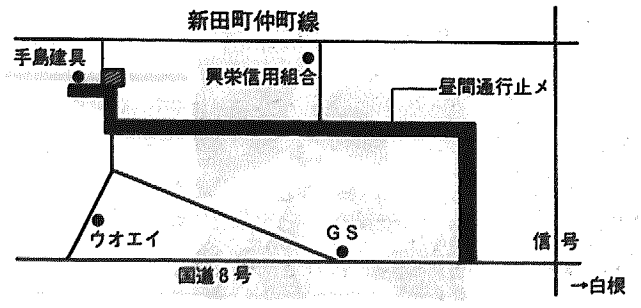 新田町仲町線
手島建具
興栄信用組合
昼間通行止メ
ウオエイ
GS
信号
国道8号
→白根